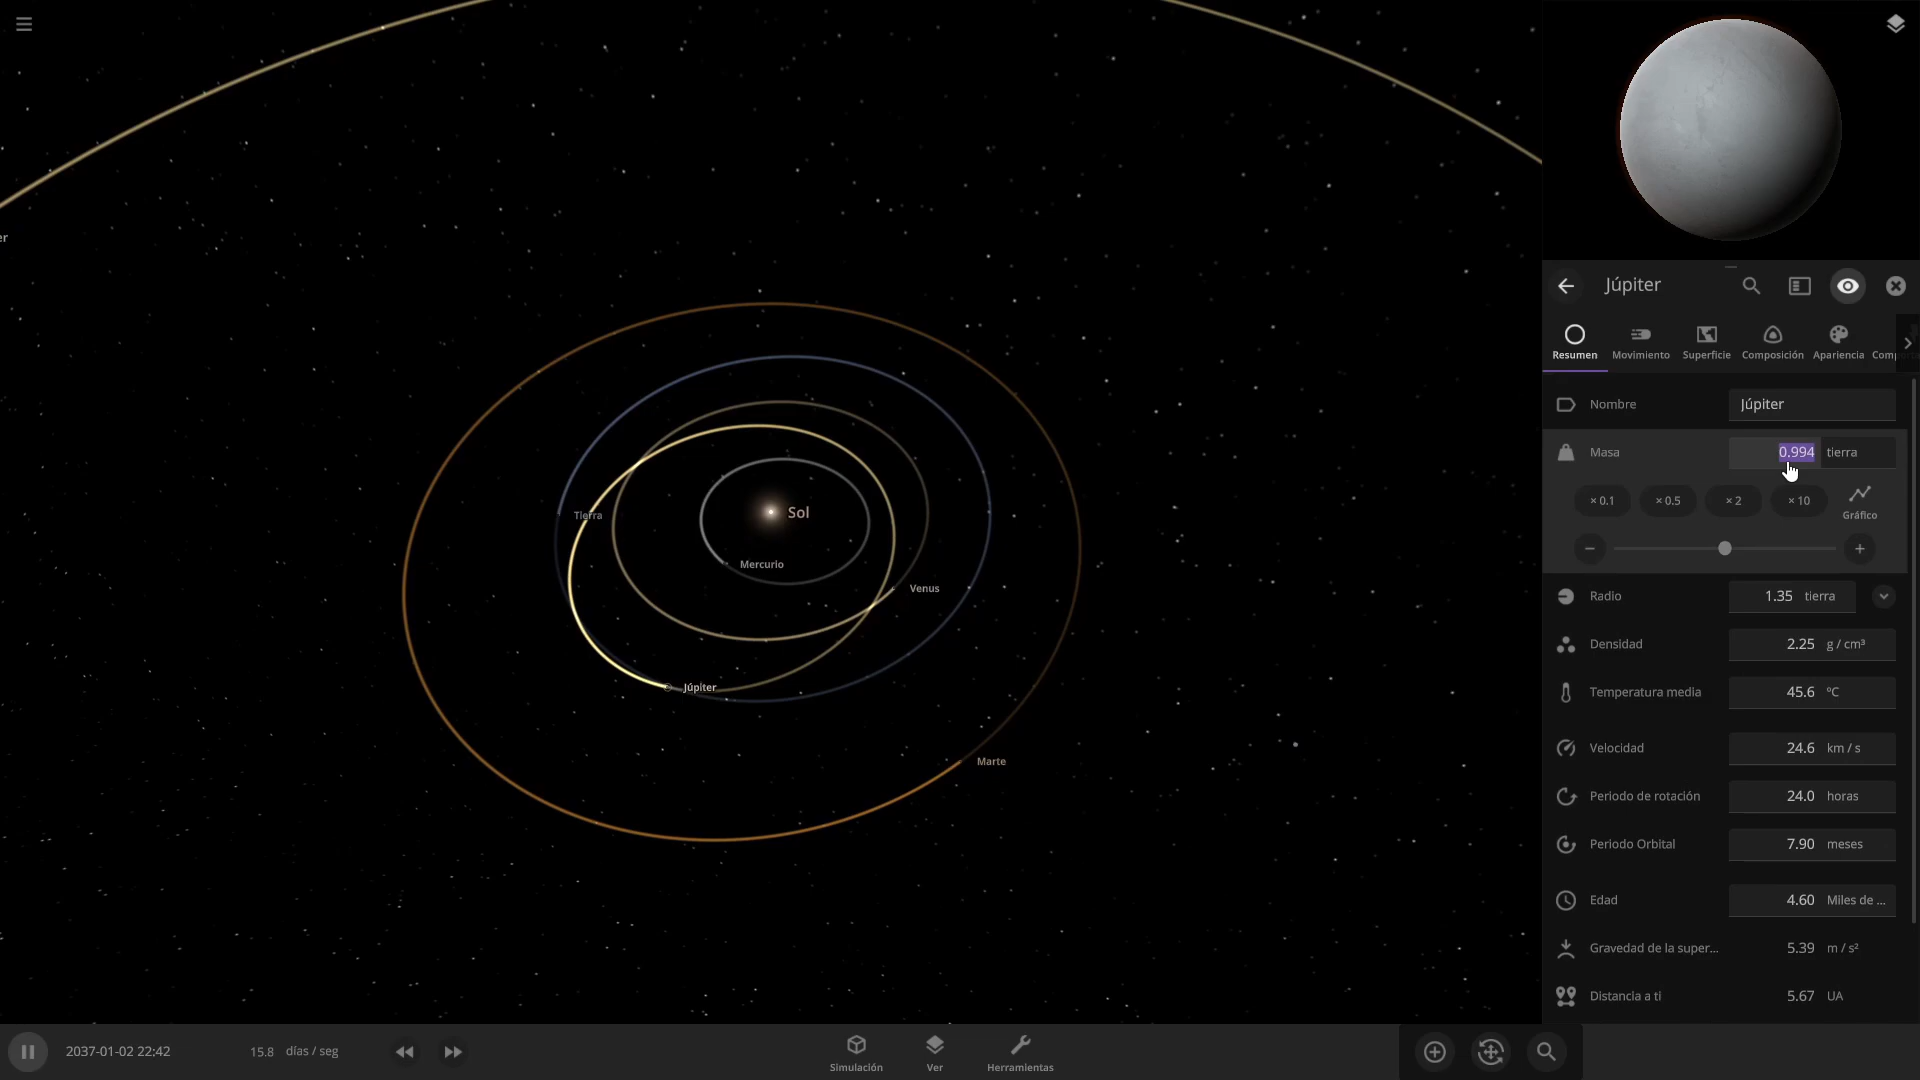 er
Tierra
Sol
Mercurio
Venus
Júpiter
Marte
Júpiter
Resumen Movimiento Superficie Composición Apariencia Comp
Nombre Júpiter
Masa 0.994 tierra
× 0.1 × 0.5 × 2 × 10 Gráfico
Radio 1.35 tierra
Densidad 2.25 g / cm³
Temperatura media 45.6 °C
Velocidad 24.6 km / s
Periodo de rotación 24.0 horas
Periodo Orbital 7.90 meses
Edad 4.60 Miles de ...
Gravedad de la super... 5.39 m / s²
Distancia a ti 5.67 UA
2037-01-02 22:42 15.8 días / seg
Simulación Ver Herramientas